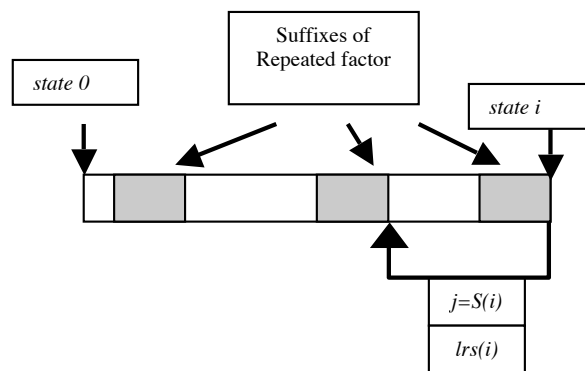 Suffixes of
Repeated factor
state 0
state i
j=S(i)
lrs(i)